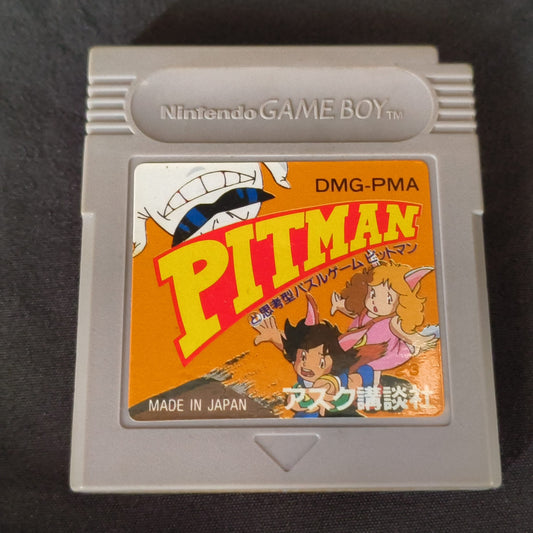 Nintendo GAME BOY™
DMG-PMA
PITMAN
ど思考型パズルゲーム ピットマン
MADE IN JAPAN
アスク講談社